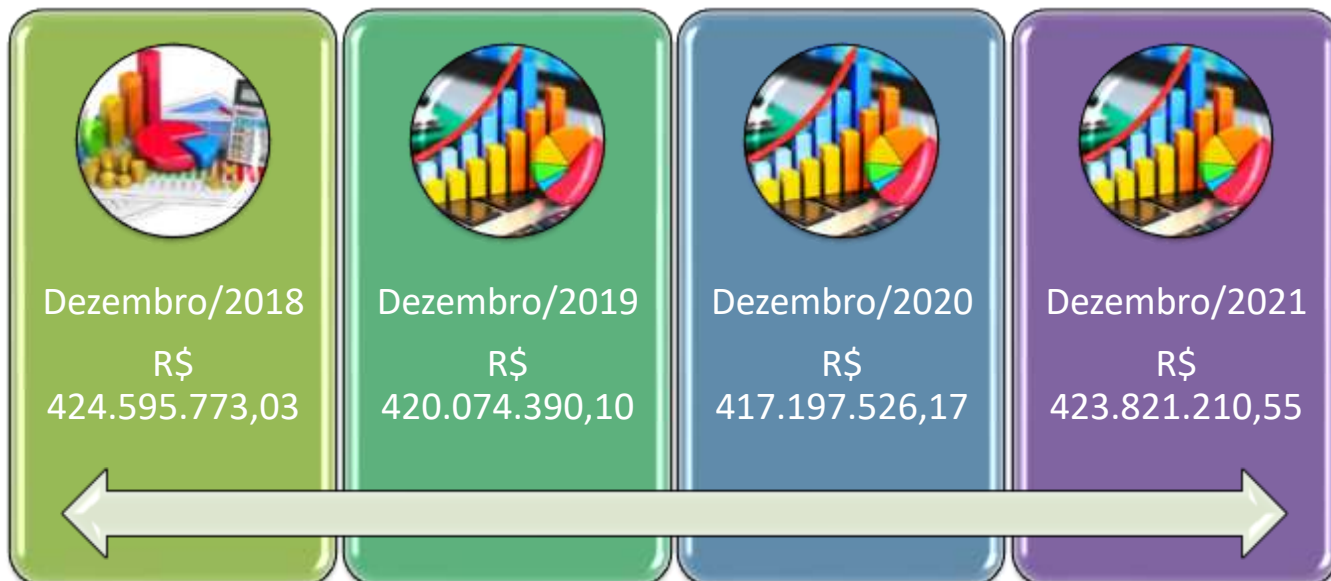 Dezembro/2018
R$
424.595.773,03
Dezembro/2019
R$
420.074.390,10
Dezembro/2020
R$
417.197.526,17
Dezembro/2021
R$
423.821.210,55